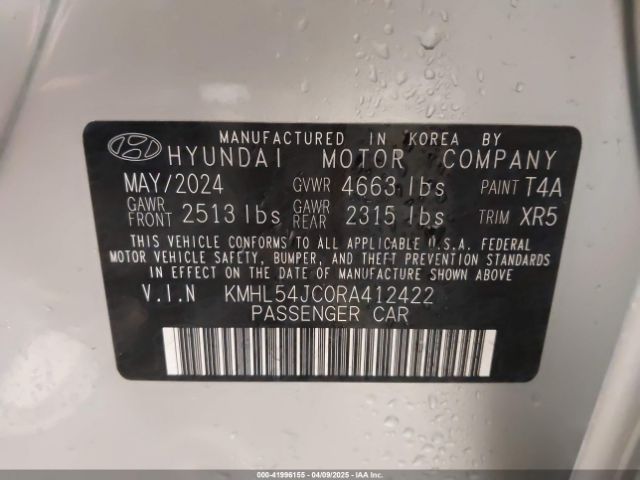 MANUFACTURED IN KOREA BY
HYUNDAI MOTOR COMPANY
MAY/2024 GVWR 4663 lbs PAINT T4A
GAWR FRONT 2513 lbs GAWR REAR 2315 lbs TRIM XR5
THIS VEHICLE CONFORMS TO ALL APPLICABLE U.S.A. FEDERAL
MOTOR VEHICLE SAFETY, BUMPER, AND THEFT PREVENTION STANDARDS
IN EFFECT ON THE DATE OF MANUFACTURE SHOWN ABOVE
V.I.N KMHL54JC0RA412422
PASSENGER CAR
000-41996155 - 04/09/2025 - IAAI.COM